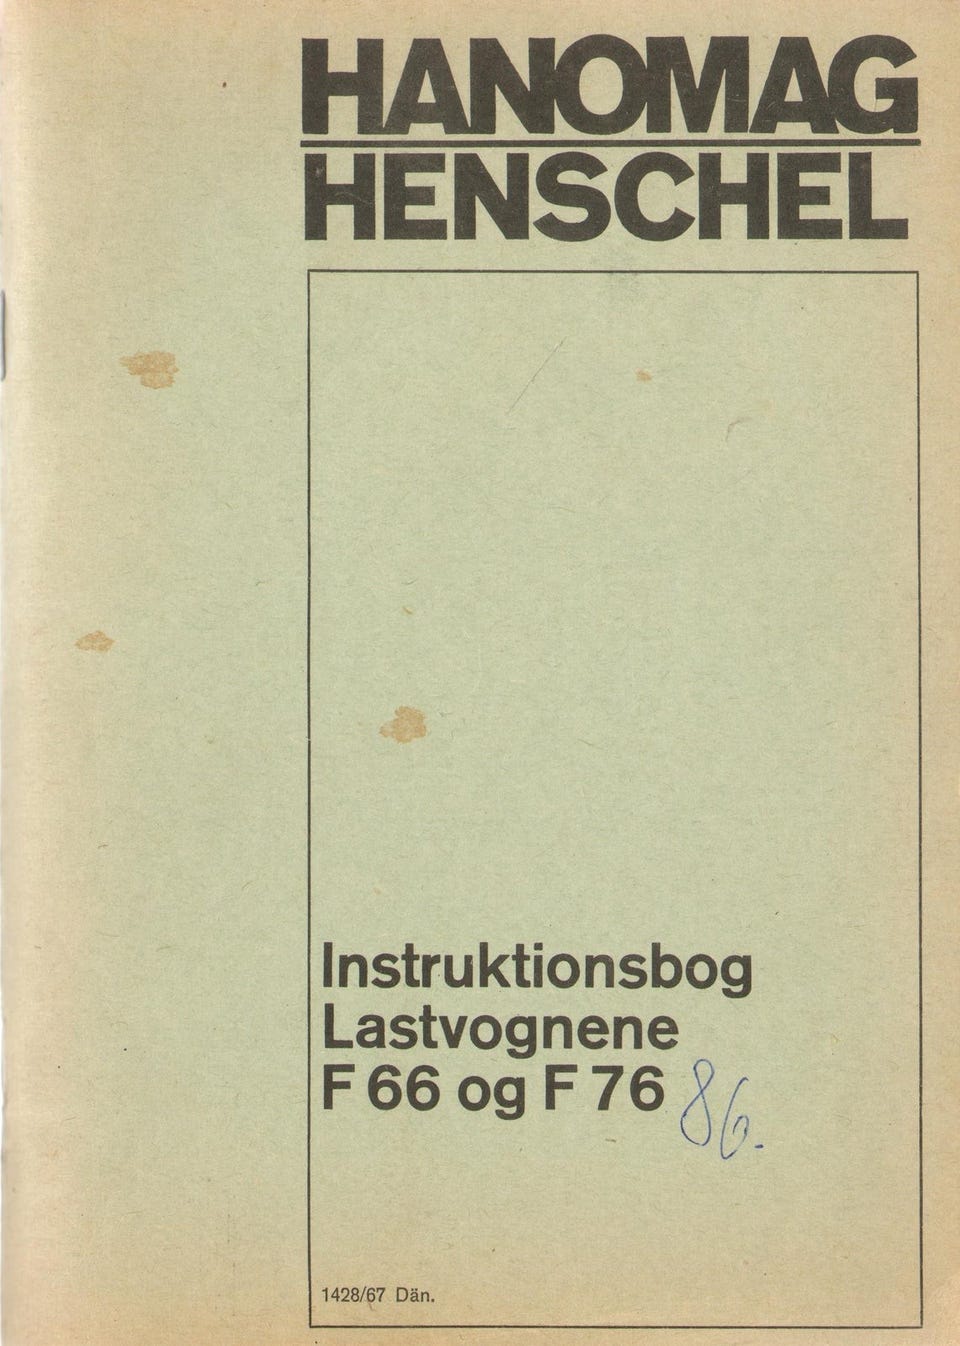 HANOMAG
HENSCHEL
Instruktionsbog
Lastvognene
F 66 og F 76 86.
1428/67 Dän.